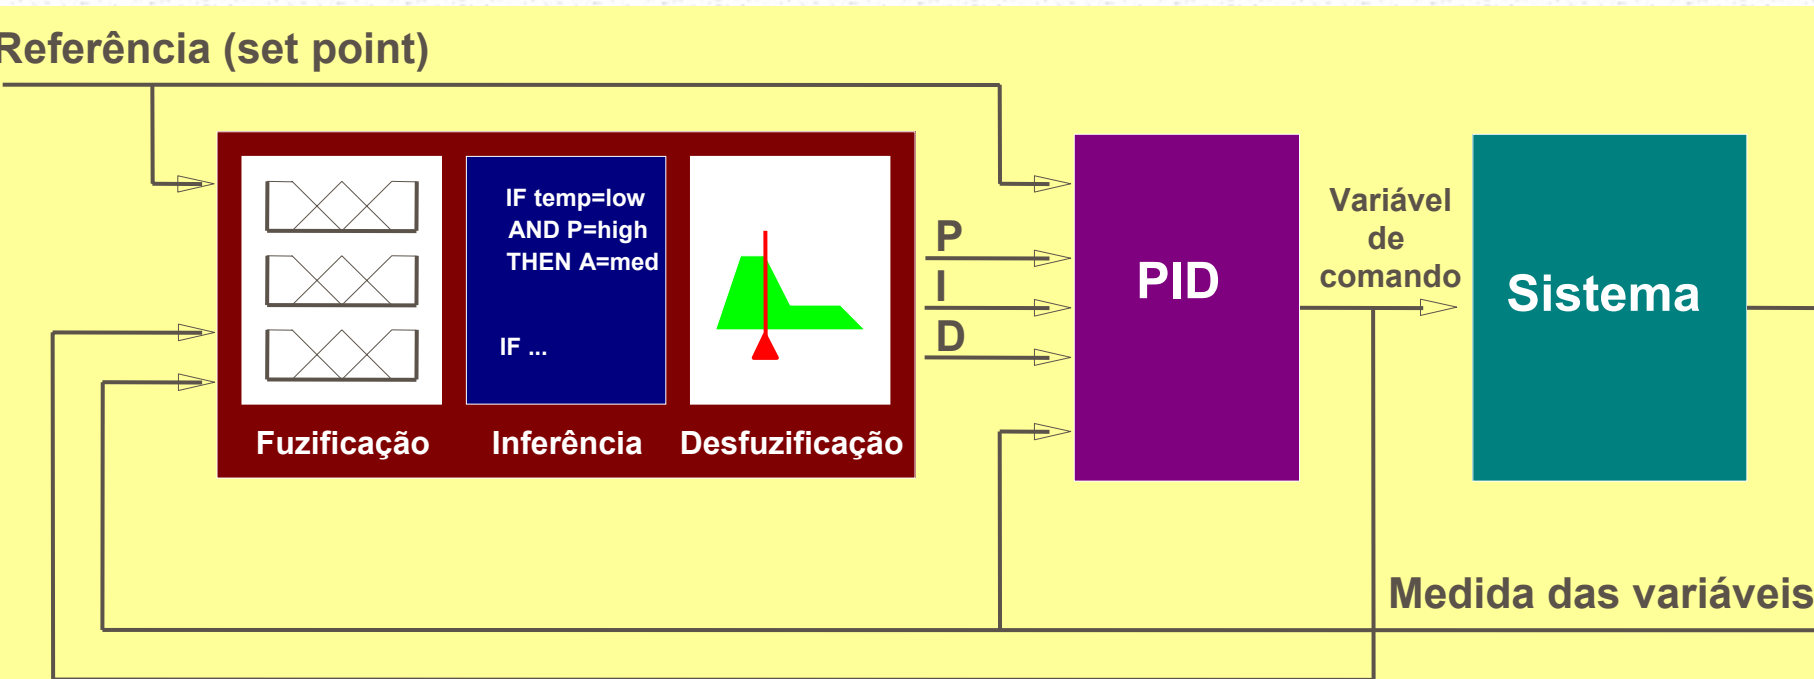 Referência (set point)
IF temp=low
AND P=high
THEN A=med
IF ...
Fuzificação
Inferência
Desfuzificação
P
I
D
PID
Variável
de
comando
Sistema
Medida das variáveis